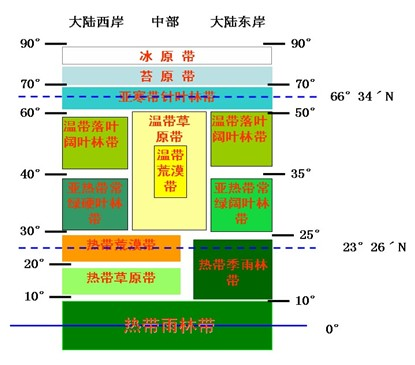 大陆西岸 中部 大陆东岸
90° 90°
冰原带
苔原带
70° 70°
亚寒带针叶林带
66°34′N
60° 50°
温带落叶
阔叶林带
温带草
原带
温带落叶
阔叶林带
温带
荒漠
带
40° 35°
亚热带常
绿硬叶林
带
亚热带常
绿阔叶林
带
30° 25°
热带荒漠带
23°26′N
20°
热带季雨林
带
热带草原带
10° 10°
热带雨林带
0°